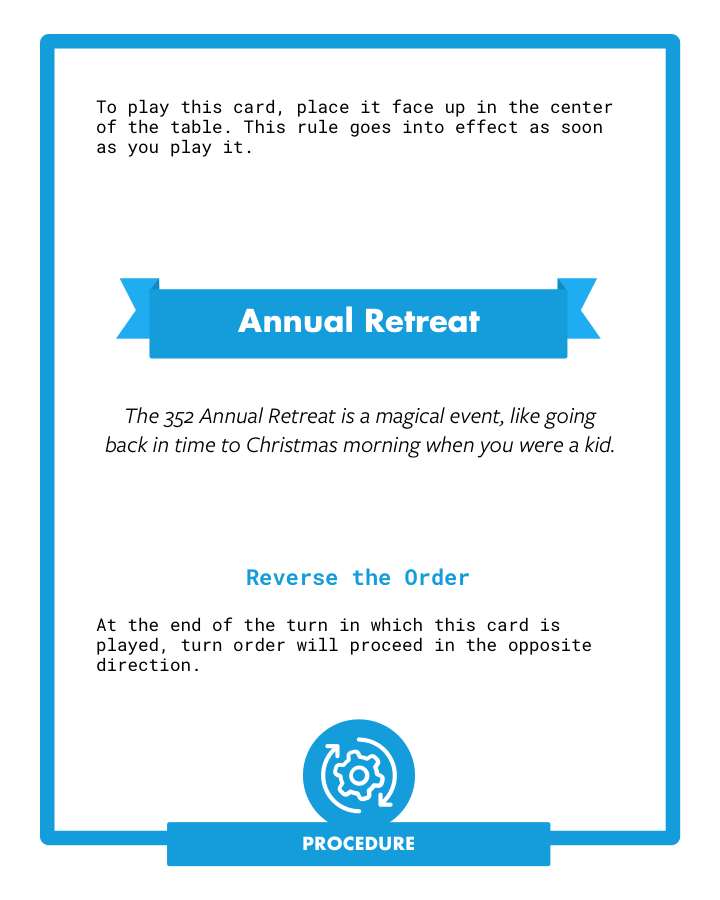 To play this card, place it face up in the center
of the table. This rule goes into effect as soon
as you play it.
Annual Retreat
The 352 Annual Retreat is a magical event, like going
back in time to Christmas morning when you were a kid.
Reverse the Order
At the end of the turn in which this card is
played, turn order will proceed in the opposite
direction.
PROCEDURE